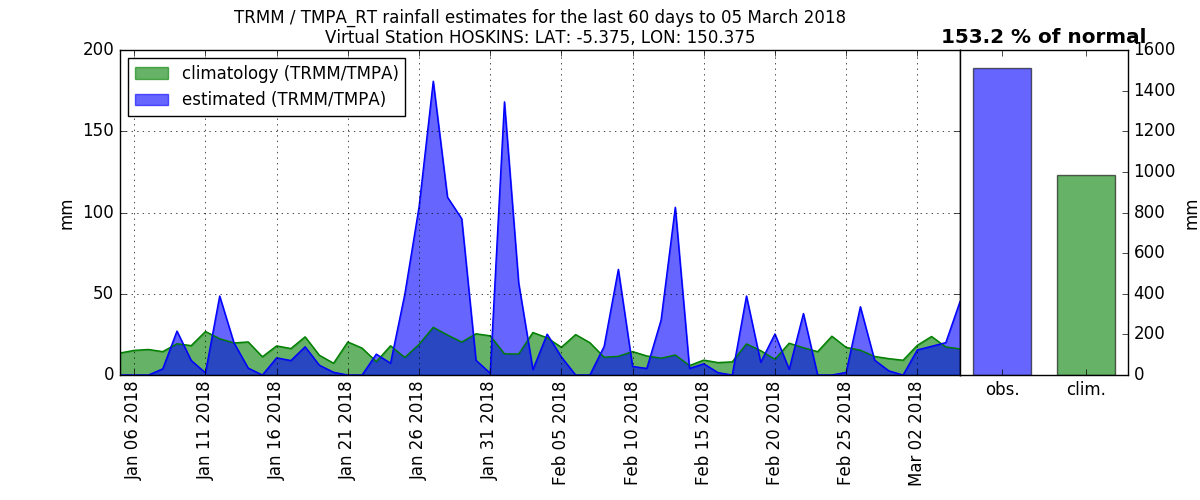 TRMM / TMPA_RT rainfall estimates for the last 60 days to 05 March 2018
Virtual Station HOSKINS: LAT: -5.375, LON: 150.375
153.2 % of normal
climatology (TRMM/TMPA)
estimated (TRMM/TMPA)
mm
200
150
100
50
0
Jan 06 2018
Jan 11 2018
Jan 16 2018
Jan 21 2018
Jan 26 2018
Jan 31 2018
Feb 05 2018
Feb 10 2018
Feb 15 2018
Feb 20 2018
Feb 25 2018
Mar 02 2018
obs.
clim.
1600
1400
1200
1000
800
600
400
200
0
mm